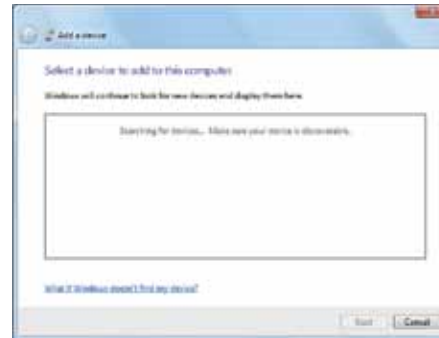 Add a device
Select a device to add to this computer
Windows will continue to look for new devices and display them here.
Searching for devices... Make sure your device is discoverable.
What if Windows doesn't find my device?
Next Cancel